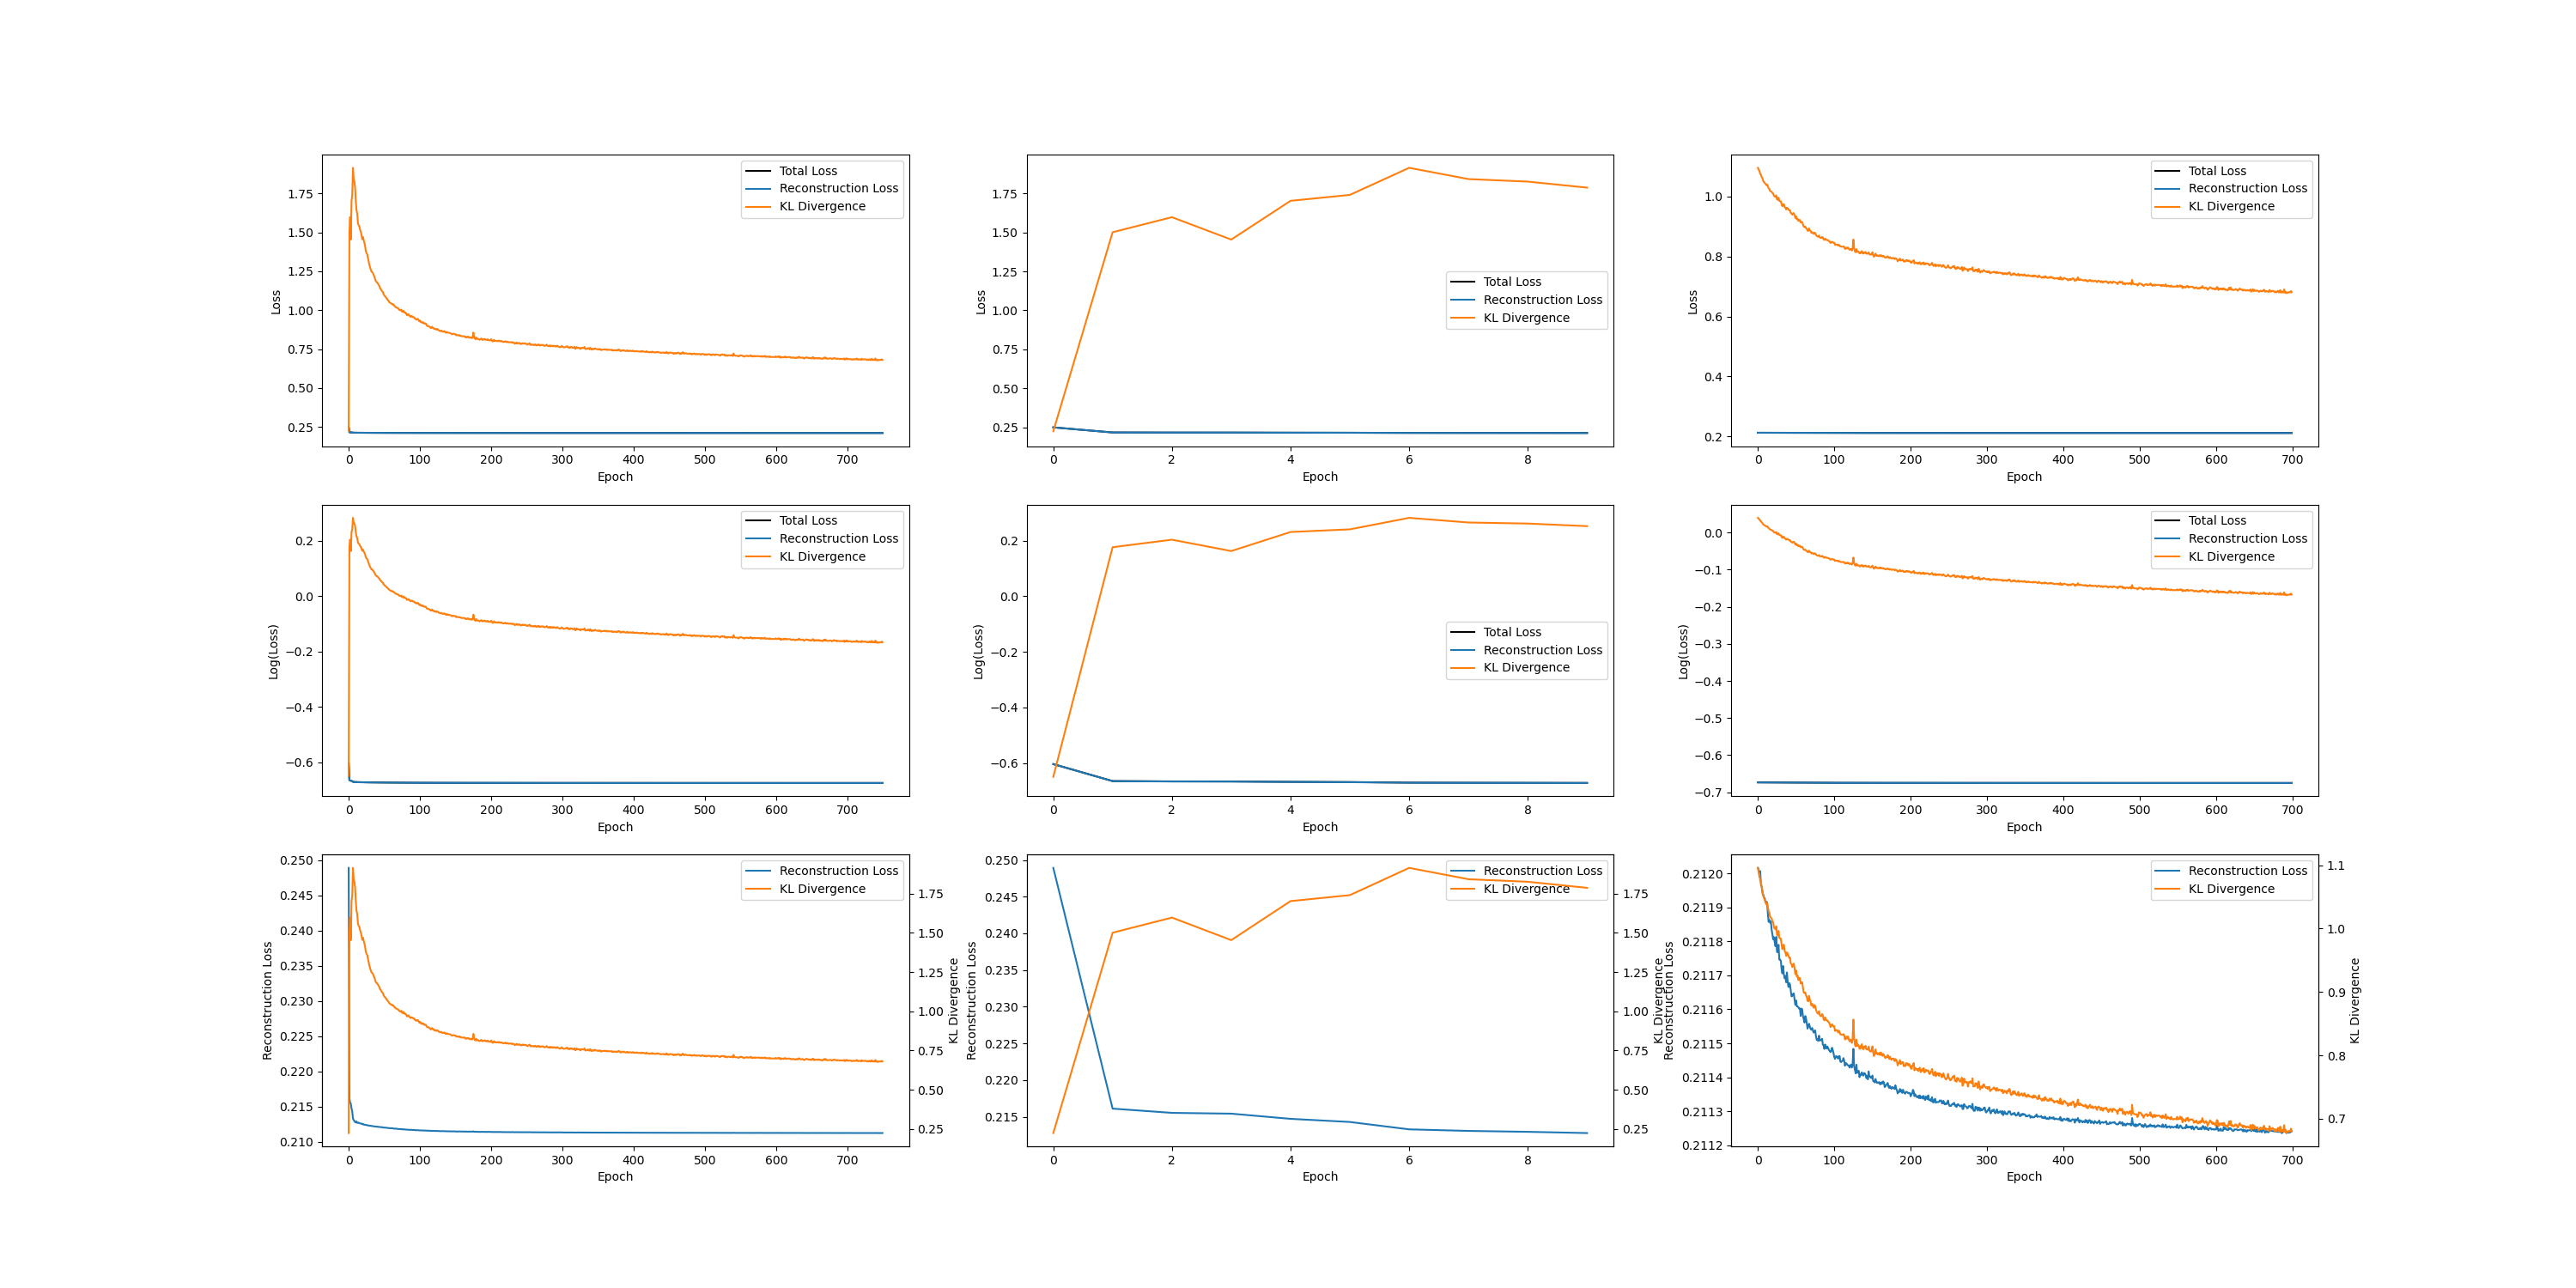 Loss
1.75
1.50
1.25
1.00
0.75
0.50
0.25
0 100 200 300 400 500 600 700
Epoch
Total Loss
Reconstruction Loss
KL Divergence
Loss
1.75
1.50
1.25
1.00
0.75
0.50
0.25
0 2 4 6 8
Epoch
Total Loss
Reconstruction Loss
KL Divergence
Loss
1.0
0.8
0.6
0.4
0.2
0 100 200 300 400 500 600 700
Epoch
Total Loss
Reconstruction Loss
KL Divergence
Log(Loss)
0.2
0.0
−0.2
−0.4
−0.6
0 100 200 300 400 500 600 700
Epoch
Total Loss
Reconstruction Loss
KL Divergence
Log(Loss)
0.2
0.0
−0.2
−0.4
−0.6
0 2 4 6 8
Epoch
Total Loss
Reconstruction Loss
KL Divergence
Log(Loss)
0.0
−0.1
−0.2
−0.3
−0.4
−0.5
−0.6
−0.7
0 100 200 300 400 500 600 700
Epoch
Total Loss
Reconstruction Loss
KL Divergence
Reconstruction Loss
0.250
0.245
0.240
0.235
0.230
0.225
0.220
0.215
0.210
0 100 200 300 400 500 600 700
Epoch
Reconstruction Loss
KL Divergence
1.75
1.50
1.25
1.00
0.75
0.50
0.25
KL Divergence
Reconstruction Loss
0.250
0.245
0.240
0.235
0.230
0.225
0.220
0.215
0 2 4 6 8
Epoch
Reconstruction Loss
KL Divergence
1.75
1.50
1.25
1.00
0.75
0.50
0.25
KL Divergence
Reconstruction Loss
0.2120
0.2119
0.2118
0.2117
0.2116
0.2115
0.2114
0.2113
0.2112
0 100 200 300 400 500 600 700
Epoch
Reconstruction Loss
KL Divergence
1.1
1.0
0.9
0.8
0.7
KL Divergence